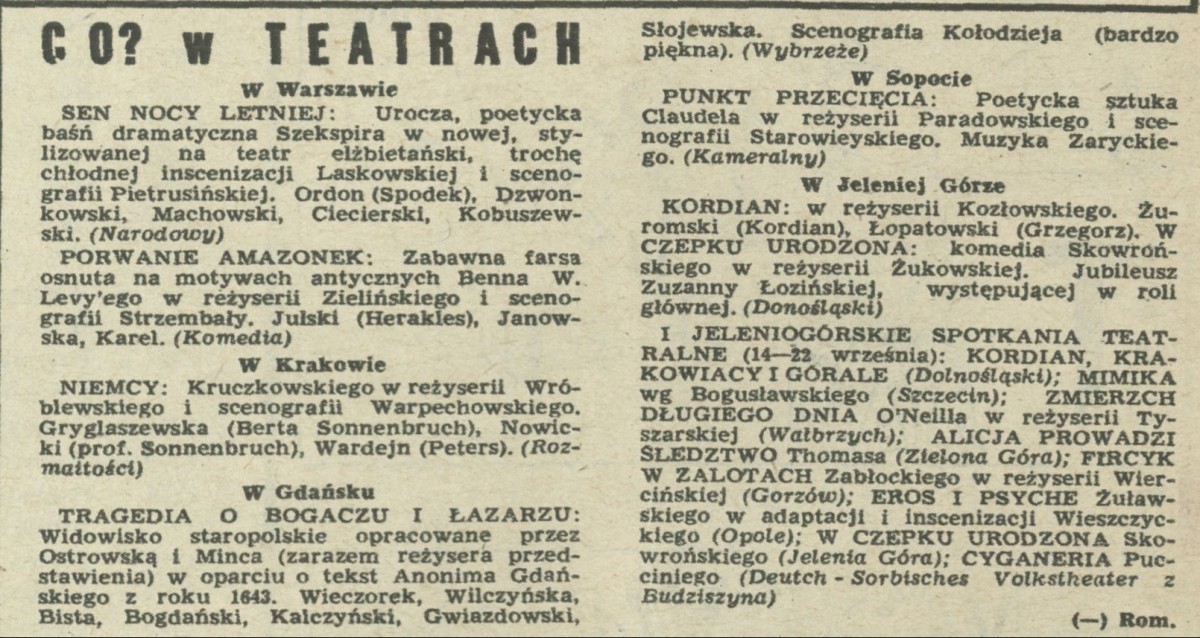 CO? w TEATRACH
W Warszawie
SEN NOCY LETNIEJ: Urocza, poetycka
baśń dramatyczna Szekspira w nowej, sty-
lizowanej na teatr elżbietański, trochę
chłodnej inscenizacji Laskowskiej i sceno-
grafii Pietrusińskiej. Ordon (Spodek), Dzwon-
kowski, Machowski, Ciecierski, Kobuszew-
ski. (Narodowy)
PORWANIE AMAZONEK: Zabawna farsa
osnuta na motywach antycznych Benna W.
Levy'ego w reżyserii Zielińskiego i sceno-
grafii Strzembały. Julski (Herakles), Janow-
ska, Karel. (Komedia)
W Krakowie
NIEMCY: Kruczkowskiego w reżyserii Wró-
blewskiego i scenografii Warpechowskiego.
Gryglaszewska (Berta Sonnenbruch), Nowic-
ki (prof. Sonnenbruch), Wardejn (Peters). (Roz-
maitości)
W Gdańsku
TRAGEDIA O BOGACZU I ŁAZARZU:
Widowisko staropolskie opracowane przez
Ostrowską i Minca (zarazem reżysera przed-
stawienia) w oparciu o tekst Anonima Gdań-
skiego z roku 1643. Wieczorek, Wilczyńska,
Bista, Bogdański, Kalczyński, Gwiazdowski,
Słojewska. Scenografia Kołodzieja (bardzo
piękna). (Wybrzeże)
W Sopocie
PUNKT PRZECIĘCIA: Poetycka sztuka
Claudela w reżyserii Paradowskiego i sce-
nografii Starowieyskiego. Muzyka Zaryckie-
go. (Kameralny)
W Jeleniej Górze
KORDIAN: w reżyserii Kozłowskiego. Żu-
romski (Kordian), Łopatowski (Grzegorz). W
CZEPKU URODZONA: komedia Skowroń-
skiego w reżyserii Żukowskiej. Jubileusz
Zuzanny Łozińskiej, występującej w roli
głównej. (Donośląski)
I JELENIOGÓRSKIE SPOTKANIA TEAT-
RALNE (14—22 września): KORDIAN, KRA-
KOWIACY I GÓRALE (Dolnośląski); MIMIKA
wg Bogusławskiego (Szczecin); ZMIERZCH
DŁUGIEGO DNIA O'Neilla w reżyserii Ty-
szarskiej (Wałbrzych); ALICJA PROWADZI
ŚLEDZTWO Thomasa (Zielona Góra); FIRCYK
W ZALOTACH Zabłockiego w reżyserii Wier-
cińskiej (Gorzów); EROS I PSYCHE Żuław-
skiego w adaptacji i inscenizacji Wieszczyc-
kiego (Opole); W CZEPKU URODZONA Sko-
wrońskiego (Jelenia Góra); CYGANERIA Puc-
ciniego (Deutch-Sorbisches Volkstheater z
Budziszyna)
(—) Rom.